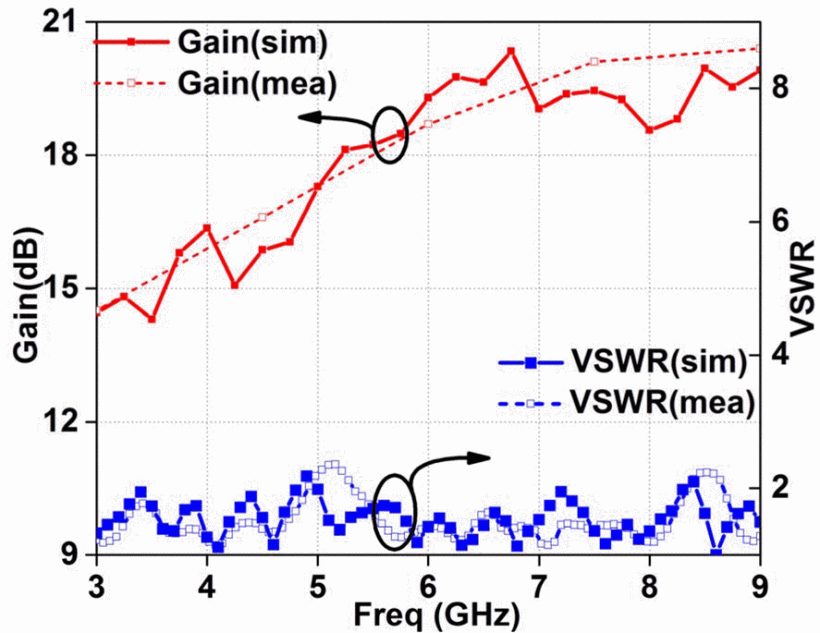 21
18
15
12
9
Gain(dB)
Gain(sim)
Gain(mea)
8
6
4
2
VSWR
VSWR(sim)
VSWR(mea)
3 4 5 6 7 8 9
Freq (GHz)